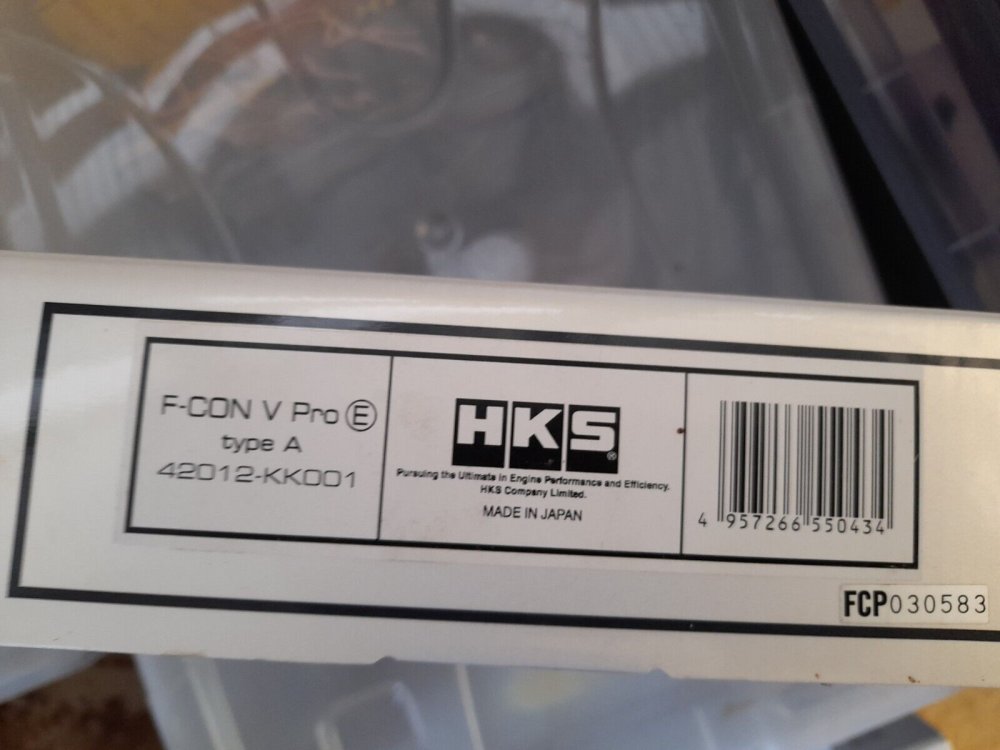 F-CON V Pro Ⓔ
type A
42012-KK001
HKS®
Pursuing the Ultimate in Engine Performance and Efficiency.
HKS Company Limited.
MADE IN JAPAN
4 957266 550434
FCP030583